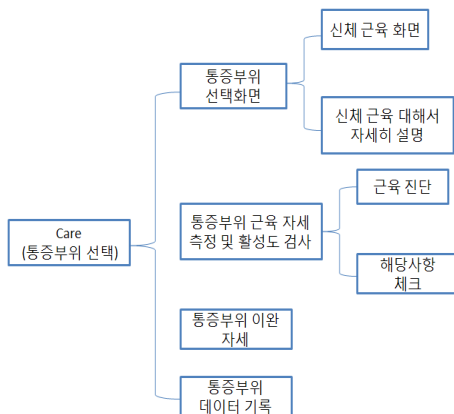 신체 근육 화면
통증부위
선택화면
신체 근육 대해서
자세히 설명
근육 진단
Care
(통증부위 선택)
통증부위 근육 자세
측정 및 활성도 검사
해당사항
체크
통증부위 이완
자세
통증부위
데이터 기록